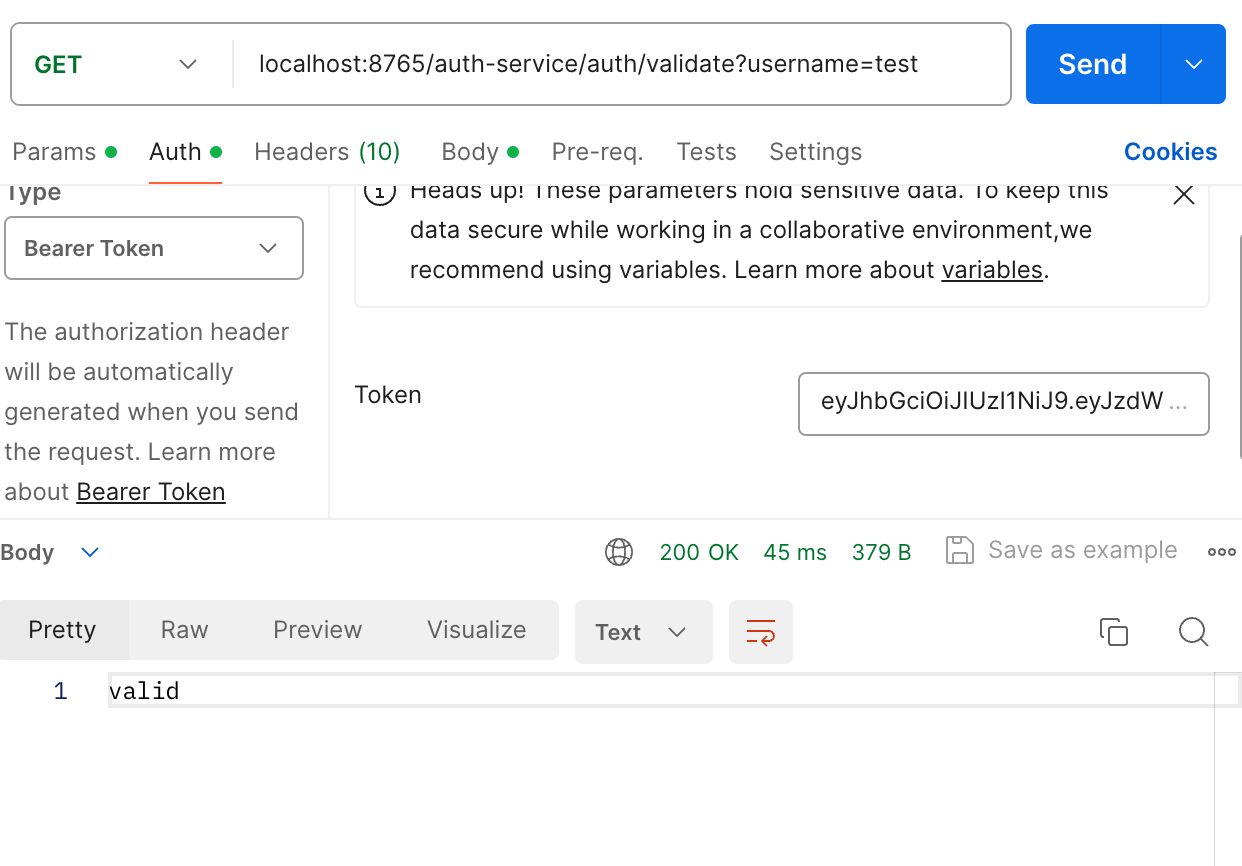 GET
localhost:8765/auth-service/auth/validate?username=test
Send
Params
Auth
Headers (10)
Body
Pre-req.
Tests
Settings
Cookies
Type
Bearer Token
The authorization header
will be automatically
generated when you send
the request. Learn more
about Bearer Token
Heads up! These parameters hold sensitive data. To keep this
data secure while working in a collaborative environment,we
recommend using variables. Learn more about variables.
Token
eyJhbGciOiJIUzI1NiJ9.eyJzdW ...
Body
200 OK
45 ms
379 B
Save as example
Pretty
Raw
Preview
Visualize
Text
1
valid